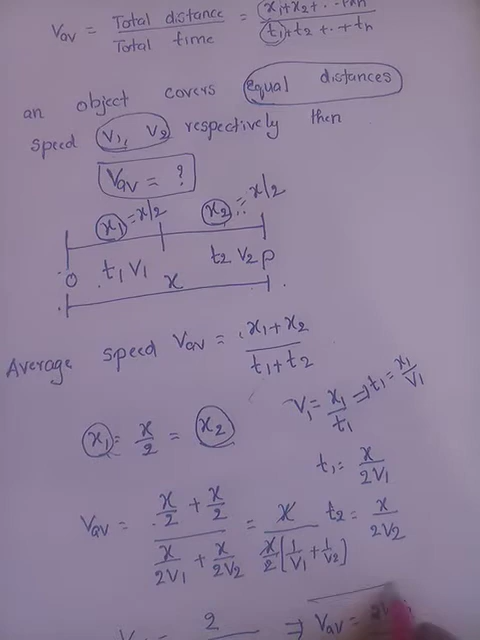 Vav = Total distance / Total time = x1+x2+...+xn / t1+t2+..+tn
an object covers equal distances
speed V1, V2 respectively then
Vav = ?
x1 = x/2 x2 = x/2
O t1 V1 t2 V2 P
x
Average speed Vav = x1+x2 / t1+t2
V1 = x1/t1 ⇒ t1 = x1/V1
x1 = x/2 = x2
t1 = x/2V1
Vav = (x/2 + x/2) / (x/2V1 + x/2V2) = x / x/2 [1/V1 + 1/V2] t2 = x/2V2
2 ⇒ Vav =